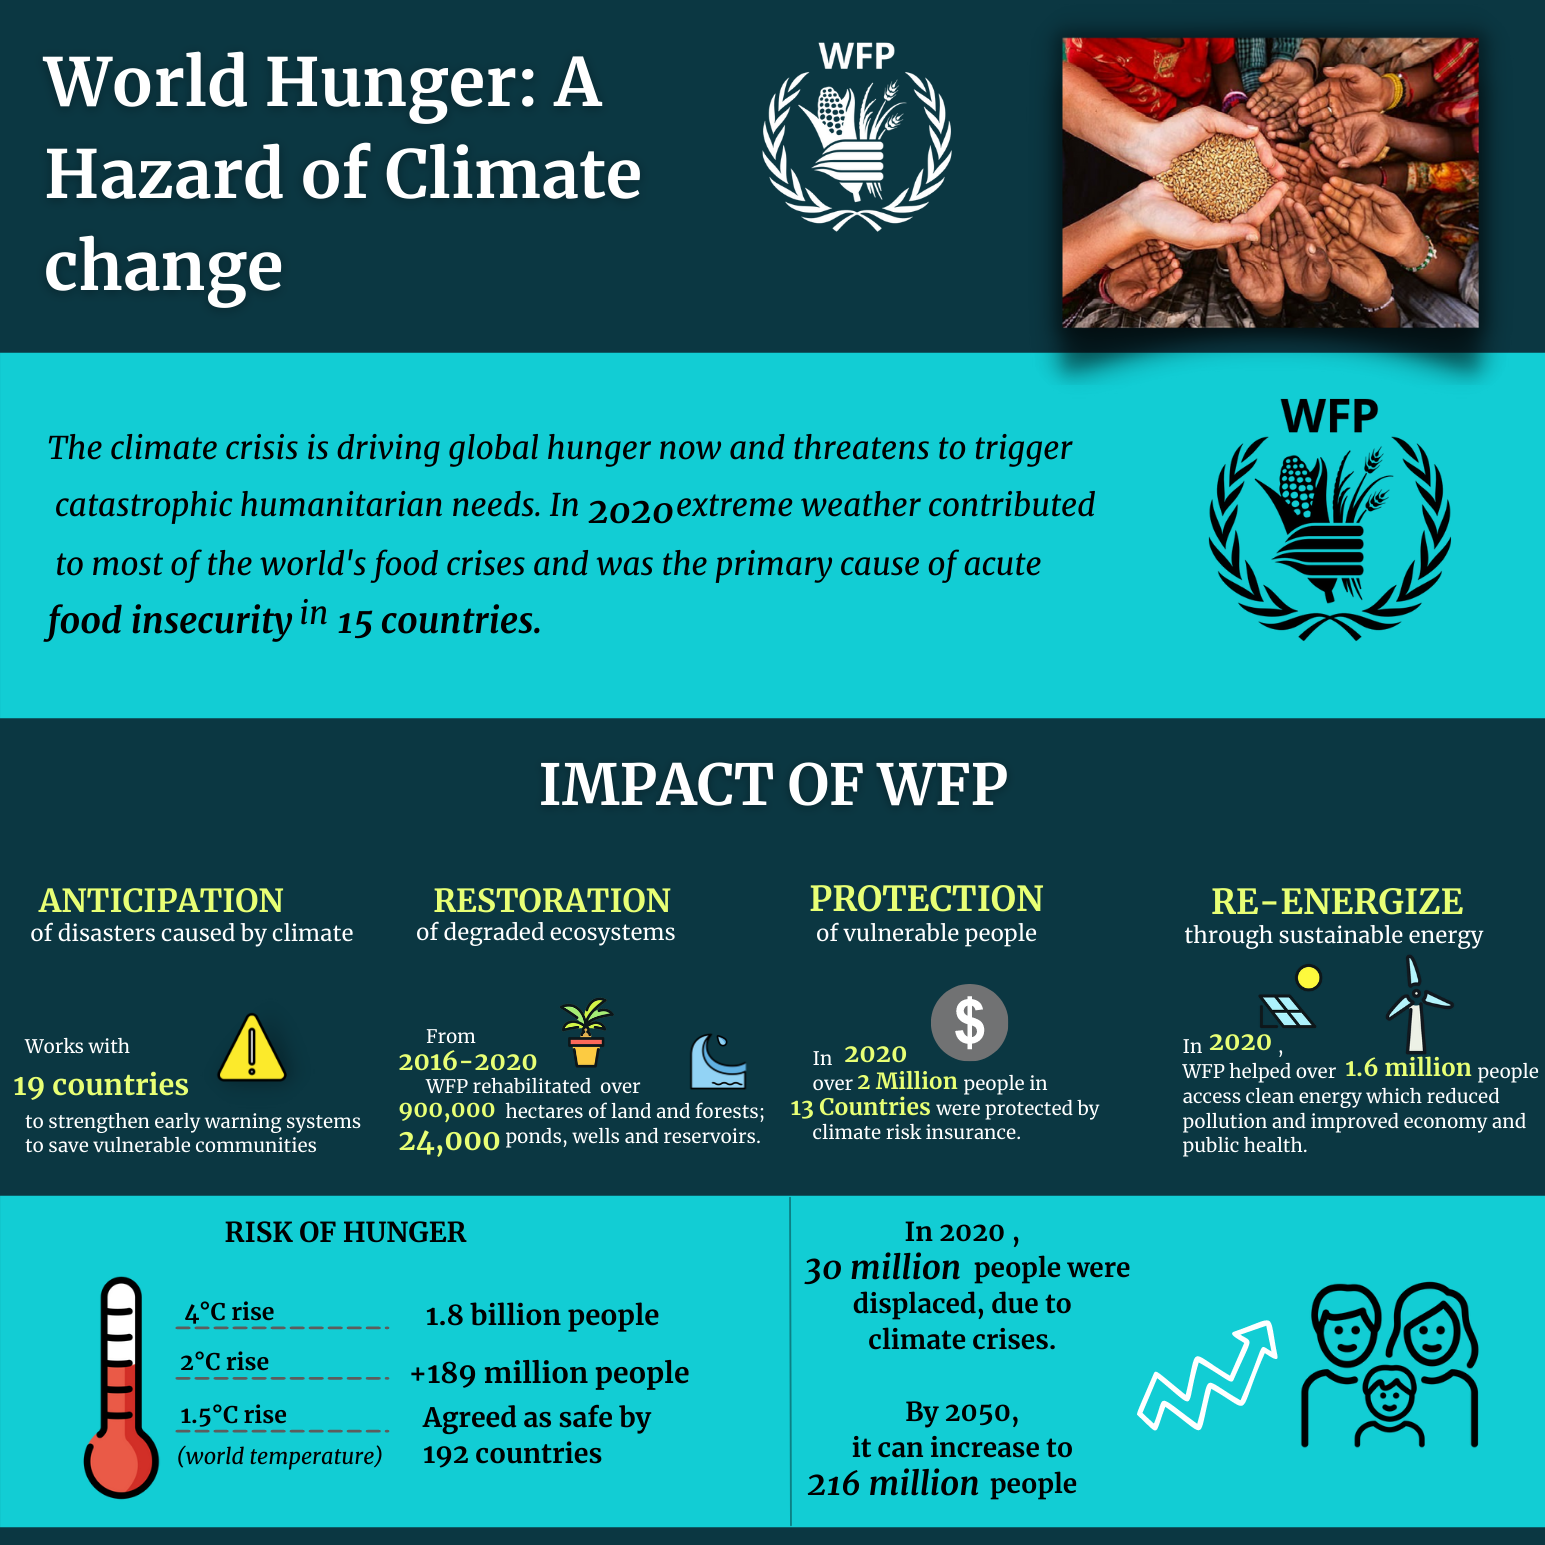 World Hunger: A
Hazard of Climate
change
WFP
The climate crisis is driving global hunger now and threatens to trigger
catastrophic humanitarian needs. In 2020 extreme weather contributed
to most of the world's food crises and was the primary cause of acute
food insecurity in 15 countries.
WFP
IMPACT OF WFP
ANTICIPATION
of disasters caused by climate
Works with
19 countries
to strengthen early warning systems
to save vulnerable communities
RESTORATION
of degraded ecosystems
From
2016-2020
WFP rehabilitated over
900,000 hectares of land and forests;
24,000 ponds, wells and reservoirs.
PROTECTION
of vulnerable people
$
In 2020
over 2 Million people in
13 Countries were protected by
climate risk insurance.
RE-ENERGIZE
through sustainable energy
In 2020 ,
WFP helped over 1.6 million people
access clean energy which reduced
pollution and improved economy and
public health.
RISK OF HUNGER
4°C rise 1.8 billion people
2°C rise +189 million people
1.5°C rise Agreed as safe by
(world temperature) 192 countries
In 2020 ,
30 million people were
displaced, due to
climate crises.
By 2050,
it can increase to
216 million people